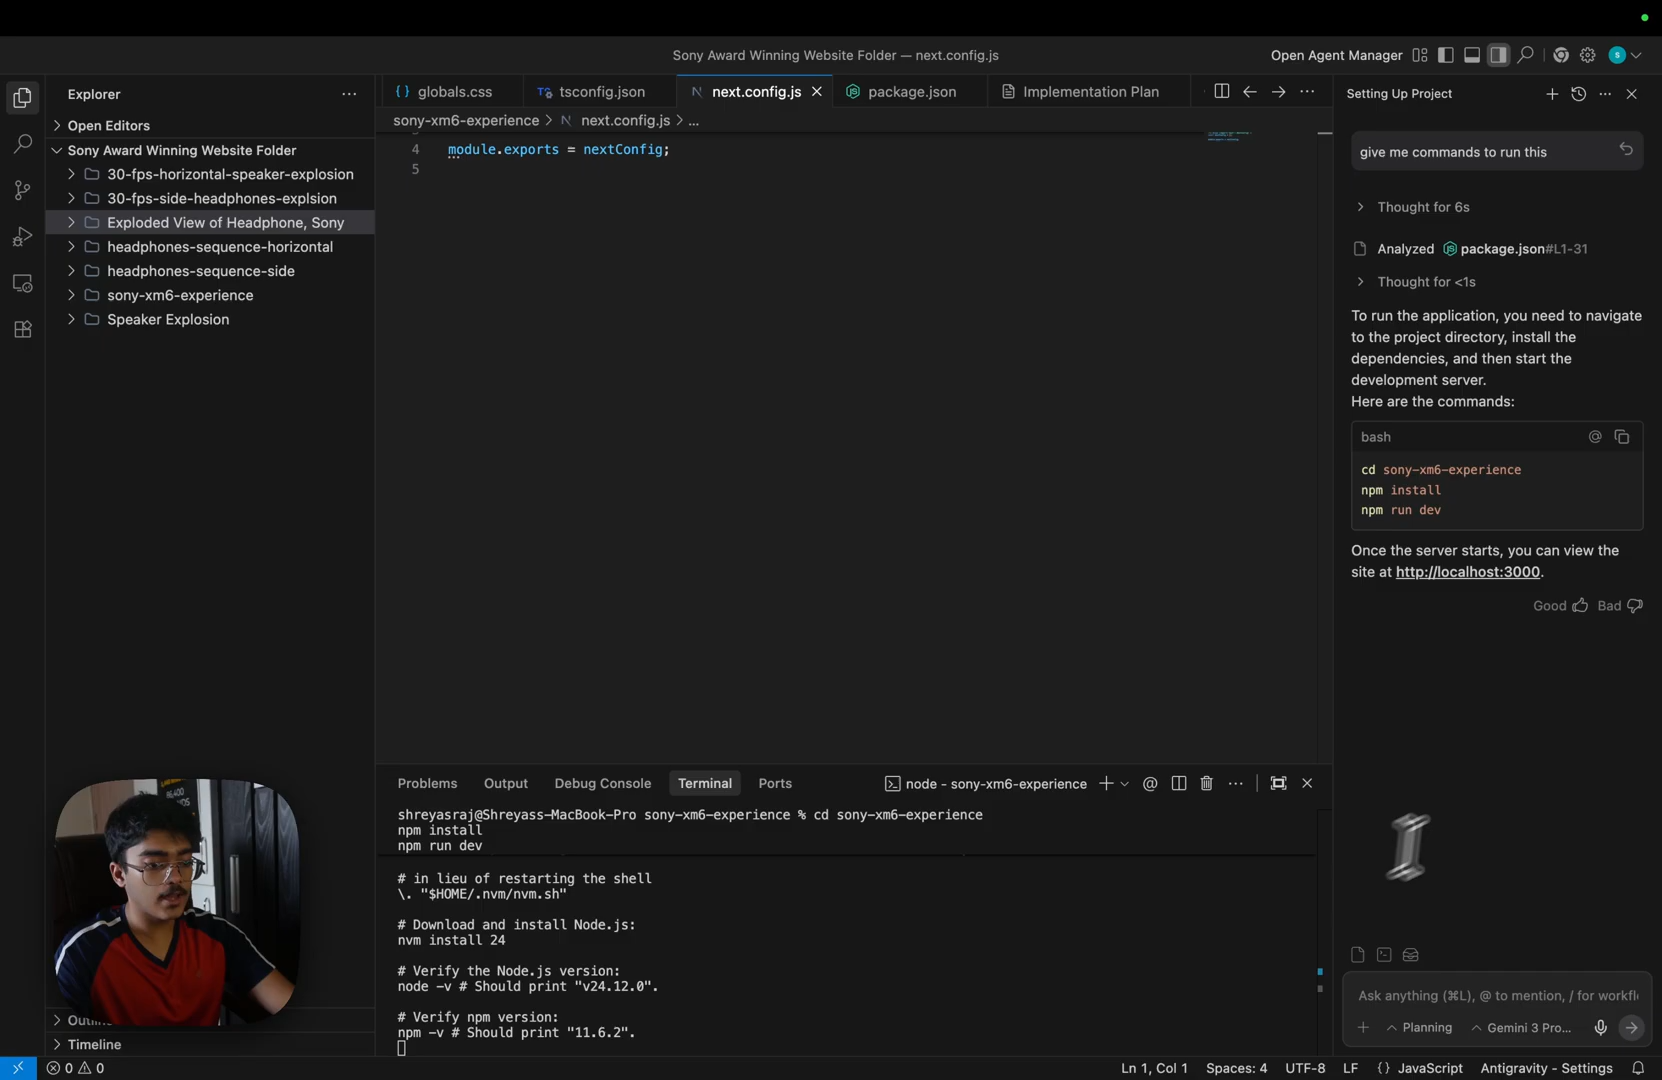 Sony Award Winning Website Folder — next.config.js
Open Agent Manager
s
Explorer
Open Editors
Sony Award Winning Website Folder
30-fps-horizontal-speaker-explosion
30-fps-side-headphones-explsion
Exploded View of Headphone, Sony
headphones-sequence-horizontal
headphones-sequence-side
sony-xm6-experience
Speaker Explosion
Timeline
{} globals.css
TS tsconfig.json
N next.config.js
package.json
Implementation Plan
sony-xm6-experience > N next.config.js > ...
4 module.exports = nextConfig;
5
Problems
Output
Debug Console
Terminal
Ports
node - sony-xm6-experience
shreyasraj@Shreyass-MacBook-Pro sony-xm6-experience % cd sony-xm6-experience
npm install
npm run dev
# in lieu of restarting the shell
\. "$HOME/.nvm/nvm.sh"
# Download and install Node.js:
nvm install 24
# Verify the Node.js version:
node -v # Should print "v24.12.0".
# Verify npm version:
npm -v # Should print "11.6.2".
Setting Up Project
give me commands to run this
Thought for 6s
Analyzed package.json#L1-31
Thought for <1s
To run the application, you need to navigate
to the project directory, install the
dependencies, and then start the
development server.
Here are the commands:
bash
cd sony-xm6-experience
npm install
npm run dev
Once the server starts, you can view the
site at http://localhost:3000.
Good
Bad
Ask anything (⌘L), @ to mention, / for workfl
Planning
Gemini 3 Pro...
0 0
Ln 1, Col 1
Spaces: 4
UTF-8
LF
{} JavaScript
Antigravity - Settings